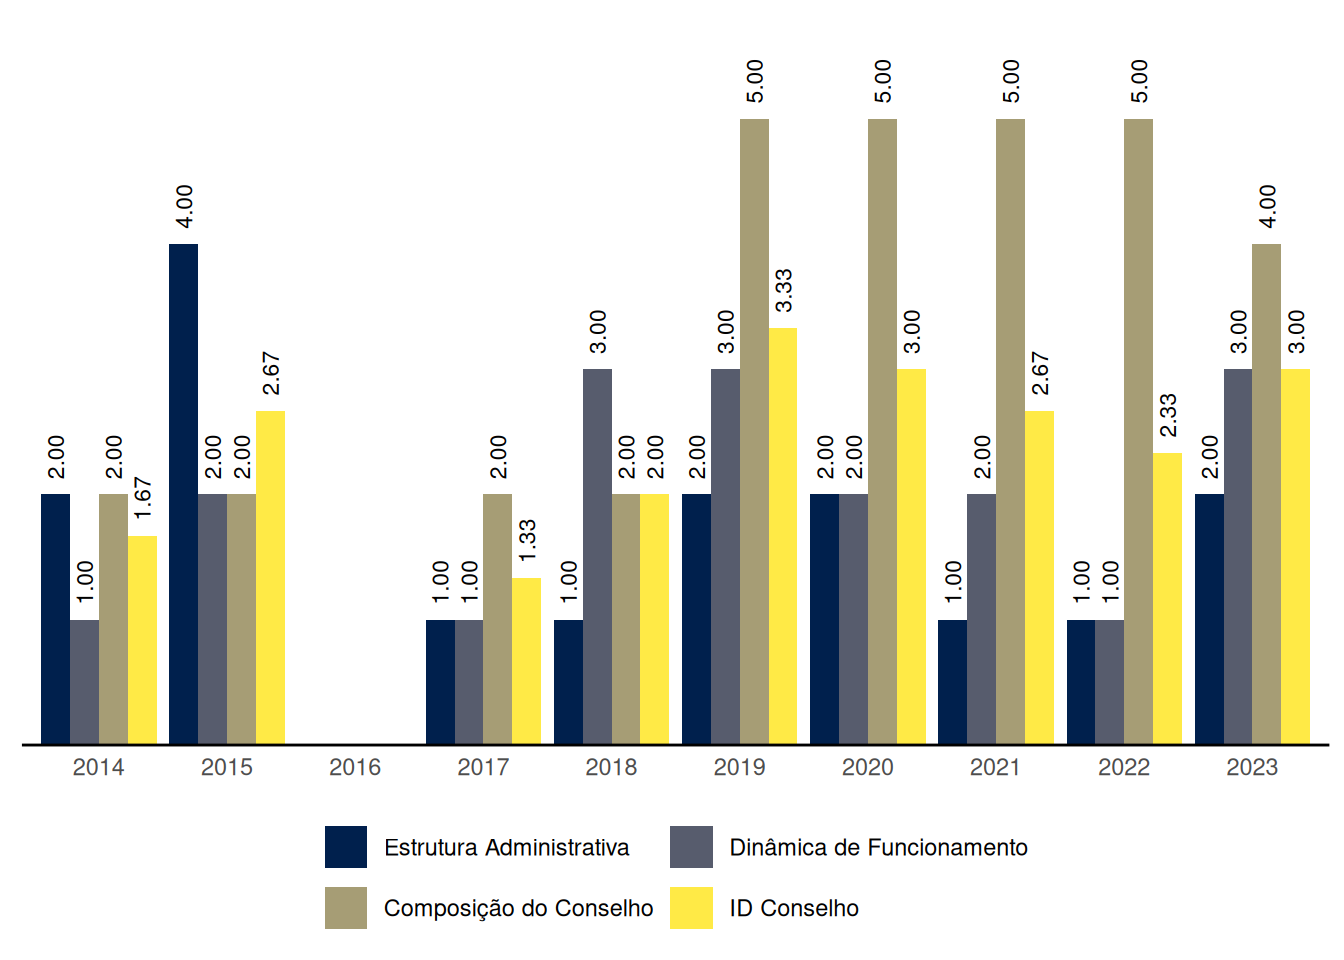 5.00 5.00 5.00 5.00
4.00 4.00
3.33
3.00 3.00 3.00 3.00 3.00
2.67 2.67
2.33
2.00 2.00 2.00 2.00 2.00 2.00 2.00 2.00 2.00 2.00 2.00 2.00
1.67
1.33
1.00 1.00 1.00 1.00 1.00 1.00 1.00
2014 2015 2016 2017 2018 2019 2020 2021 2022 2023
Estrutura Administrativa Dinâmica de Funcionamento
Composição do Conselho ID Conselho